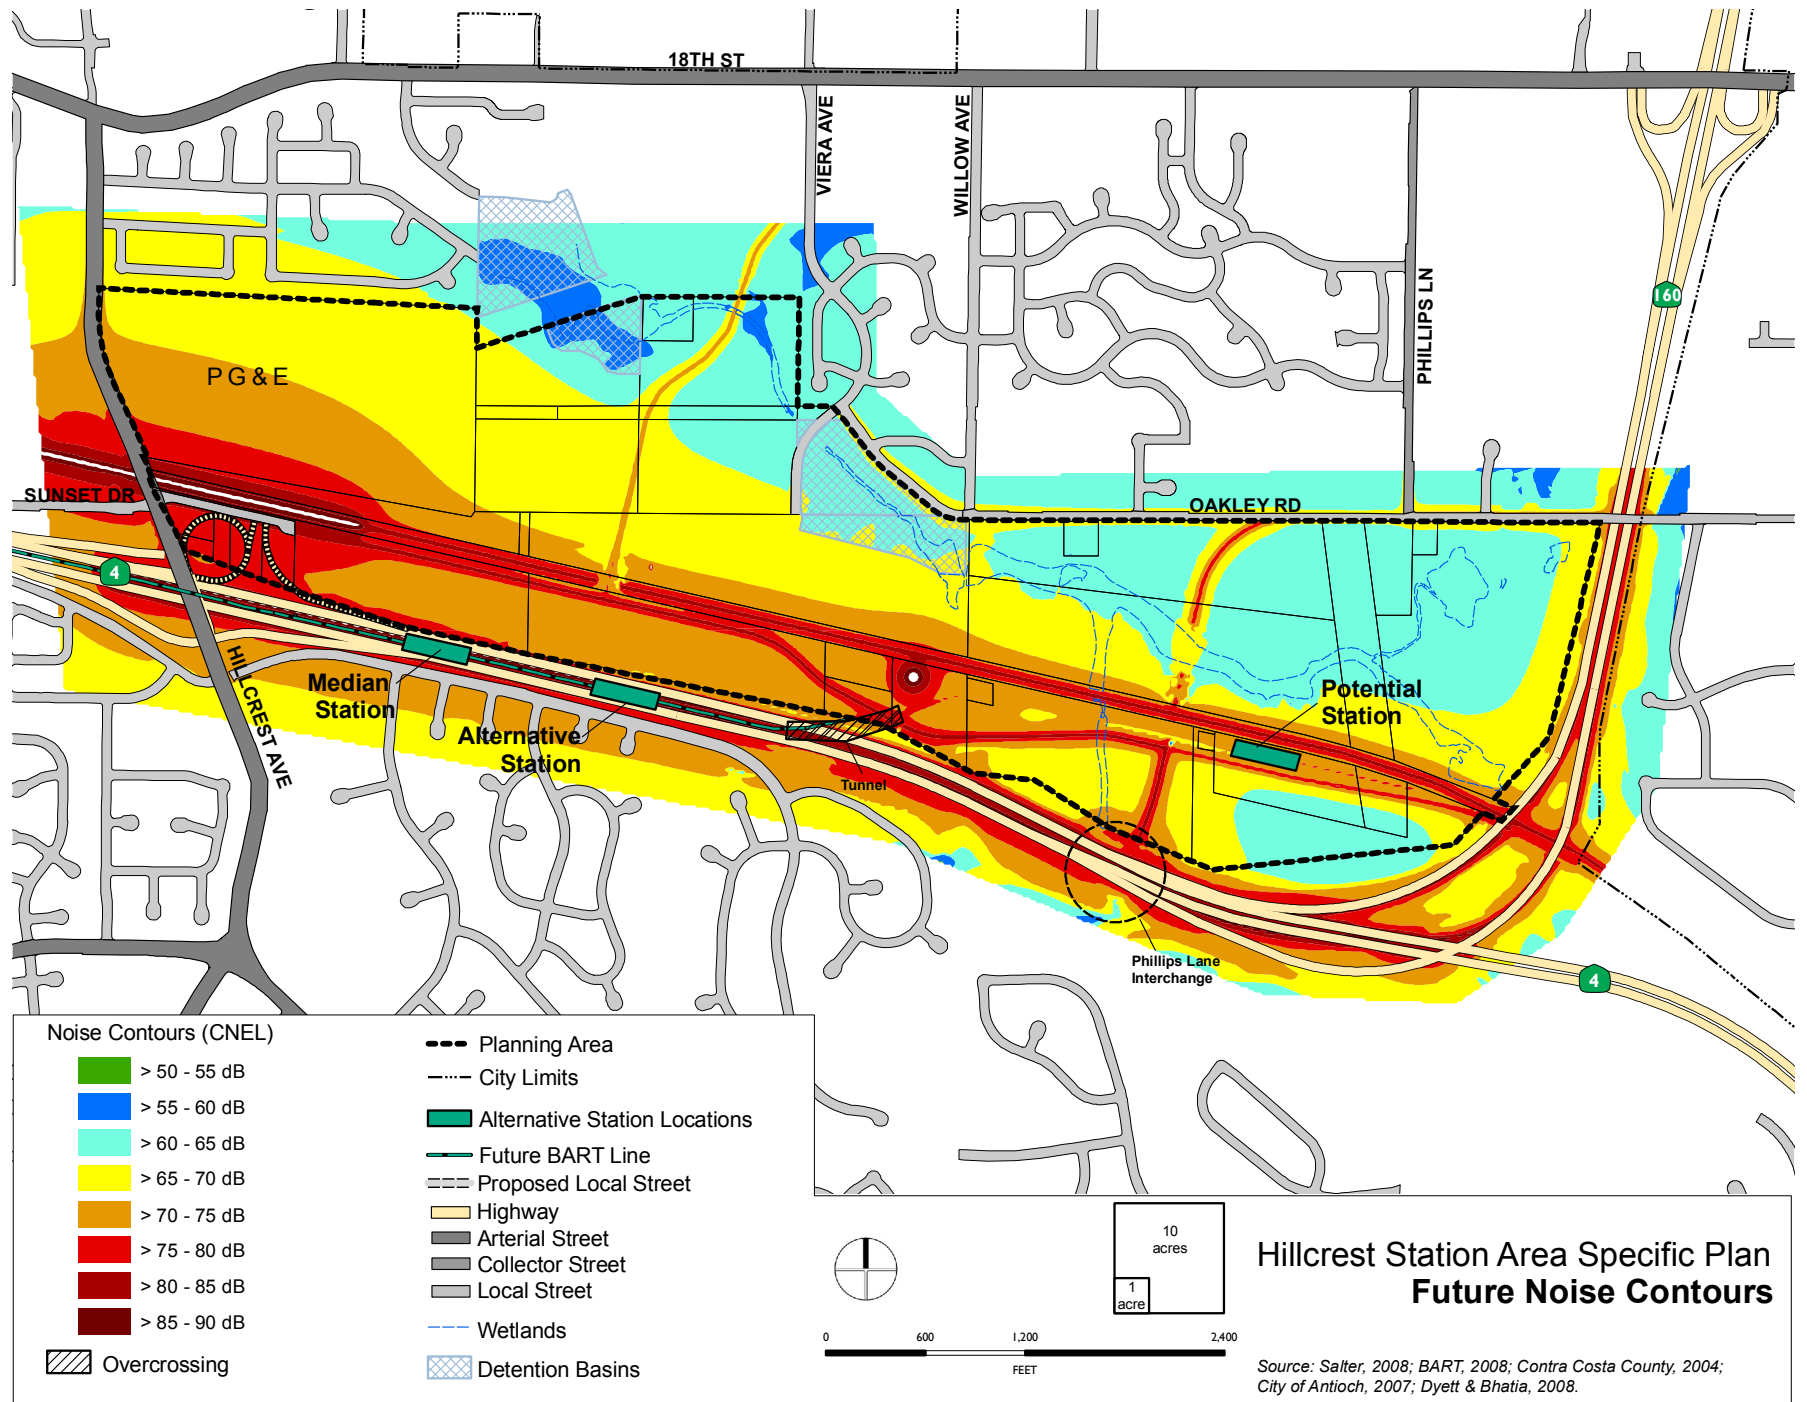 18TH ST
VIERA AVE
WILLOW AVE
PHILLIPS LN
160
PG&E
SUNSET DR
OAKLEY RD
4
HILLCREST AVE
Median
Station
Alternative
Station
Potential
Station
Tunnel
Phillips Lane
Interchange
4
Noise Contours (CNEL)
> 50 - 55 dB
> 55 - 60 dB
> 60 - 65 dB
> 65 - 70 dB
> 70 - 75 dB
> 75 - 80 dB
> 80 - 85 dB
> 85 - 90 dB
Overcrossing
Planning Area
City Limits
Alternative Station Locations
Future BART Line
Proposed Local Street
Highway
Arterial Street
Collector Street
Local Street
Wetlands
Detention Basins
10
acres
1
acre
0 600 1,200 2,400
FEET
Hillcrest Station Area Specific Plan
Future Noise Contours
Source: Salter, 2008; BART, 2008; Contra Costa County, 2004;
City of Antioch, 2007; Dyett & Bhatia, 2008.